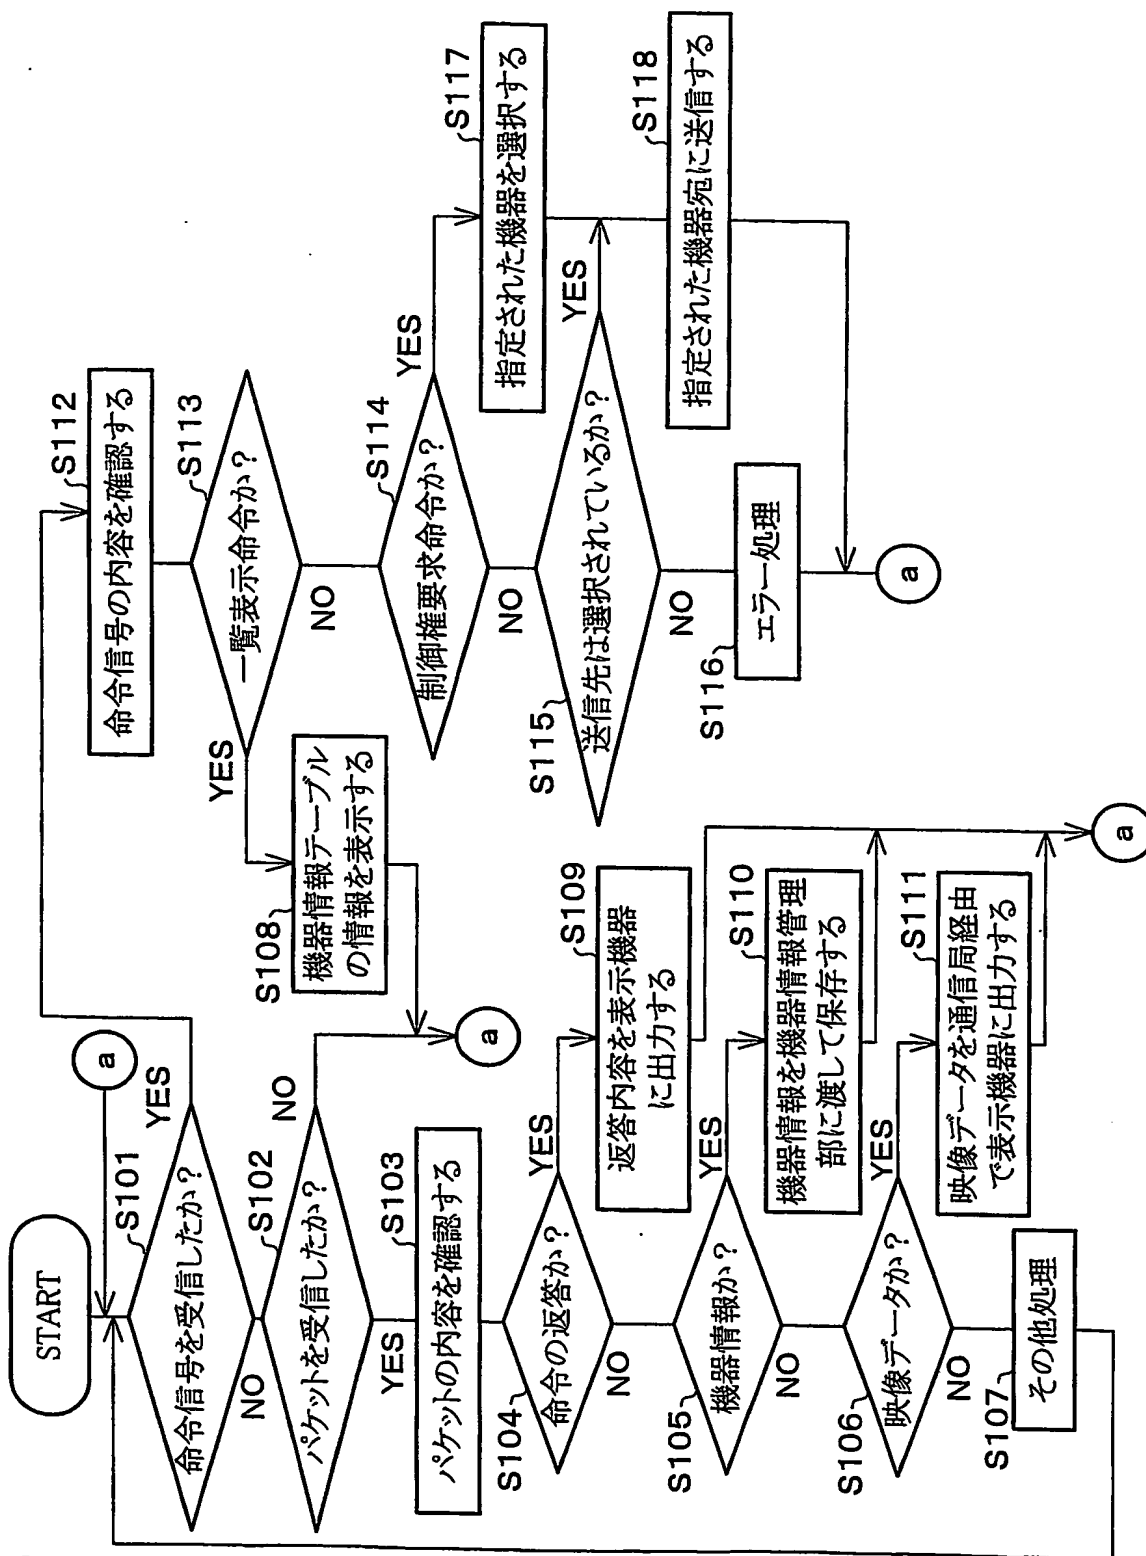 START
a
S101
命令信号を受信したか？
YES
NO
S102
パケットを受信したか？
NO
YES
S103
パケットの内容を確認する
S104
命令の返答か？
YES
NO
S105
機器情報か？
YES
NO
S106
映像データか？
YES
NO
S107
その他処理
S108
機器情報テーブル
の情報を表示する
a
S109
返答内容を表示機器
に出力する
S110
機器情報を機器情報管理
部に渡して保存する
S111
映像データを通信局経由
で表示機器に出力する
a
S112
命令信号の内容を確認する
S113
一覧表示命令か？
YES
NO
S114
制御権要求命令か？
YES
NO
S115
送信先は選択されているか？
YES
NO
S116
エラー処理
S117
指定された機器を選択する
S118
指定された機器宛に送信する
a